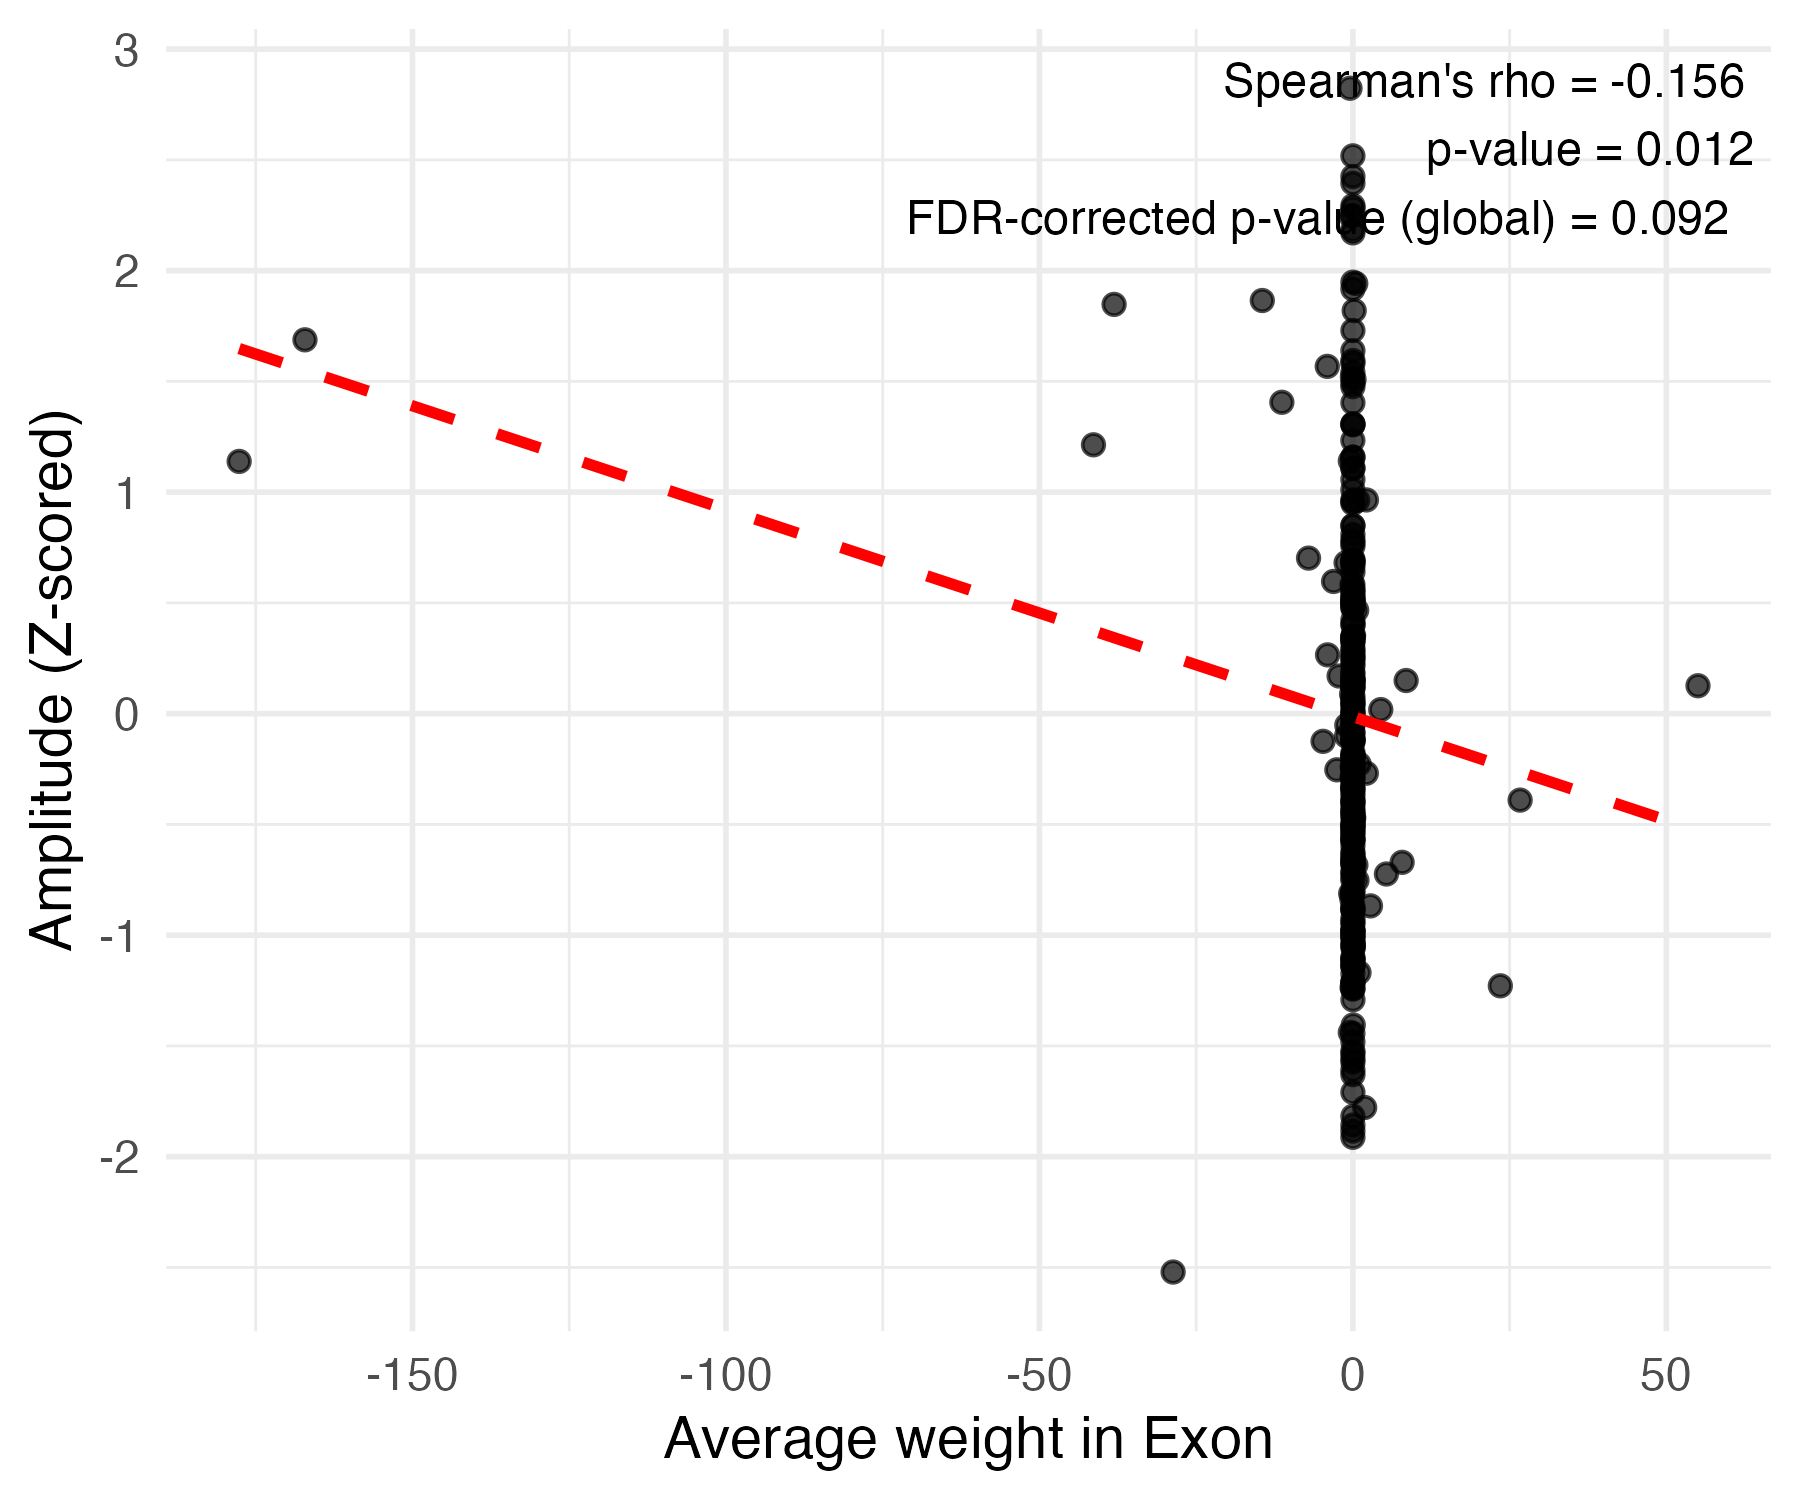 Spearman's rho = -0.156
p-value = 0.012
FDR-corrected p-value (global) = 0.092
3
2
1
0
-1
-2
Amplitude (Z-scored)
-150
-100
-50
0
50
Average weight in Exon